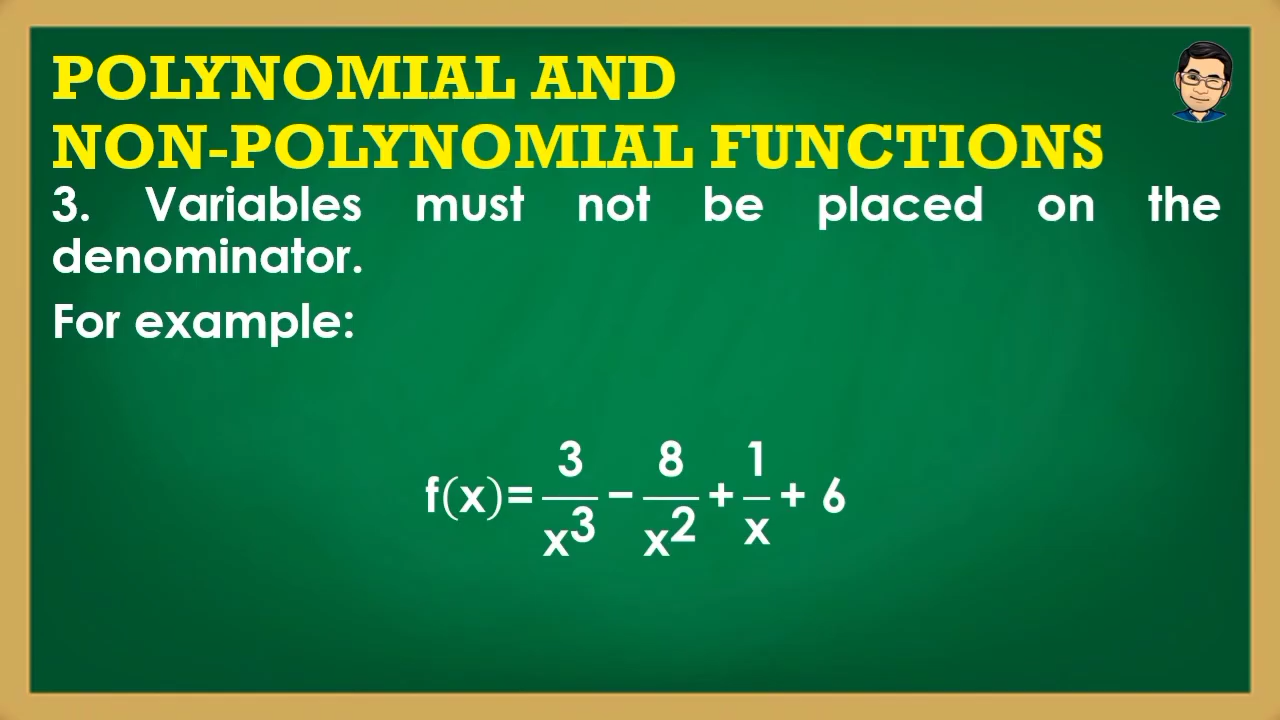 POLYNOMIAL AND
NON-POLYNOMIAL FUNCTIONS
3. Variables must not be placed on the
denominator.
For example:
f(x)= 3/x³ − 8/x² + 1/x + 6